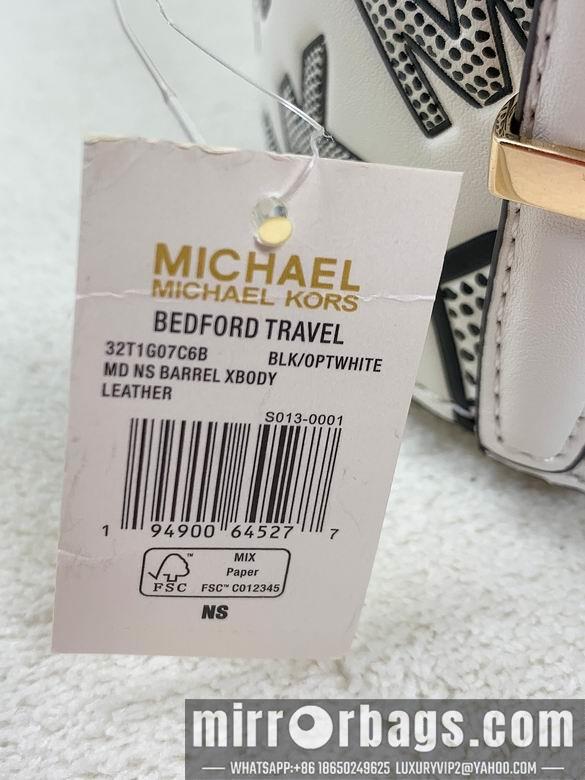 MICHAEL
MICHAEL KORS
BEDFORD TRAVEL
32T1G07C6B BLK/OPTWHITE
MD NS BARREL XBODY
LEATHER
S013-0001
1 94900 64527 7
FSC™
MIX
Paper
FSC™ C012345
NS
mirrorbags.com
WHATSAPP:+86 18650249625 LUXURYVIP2@YAHOO.COM